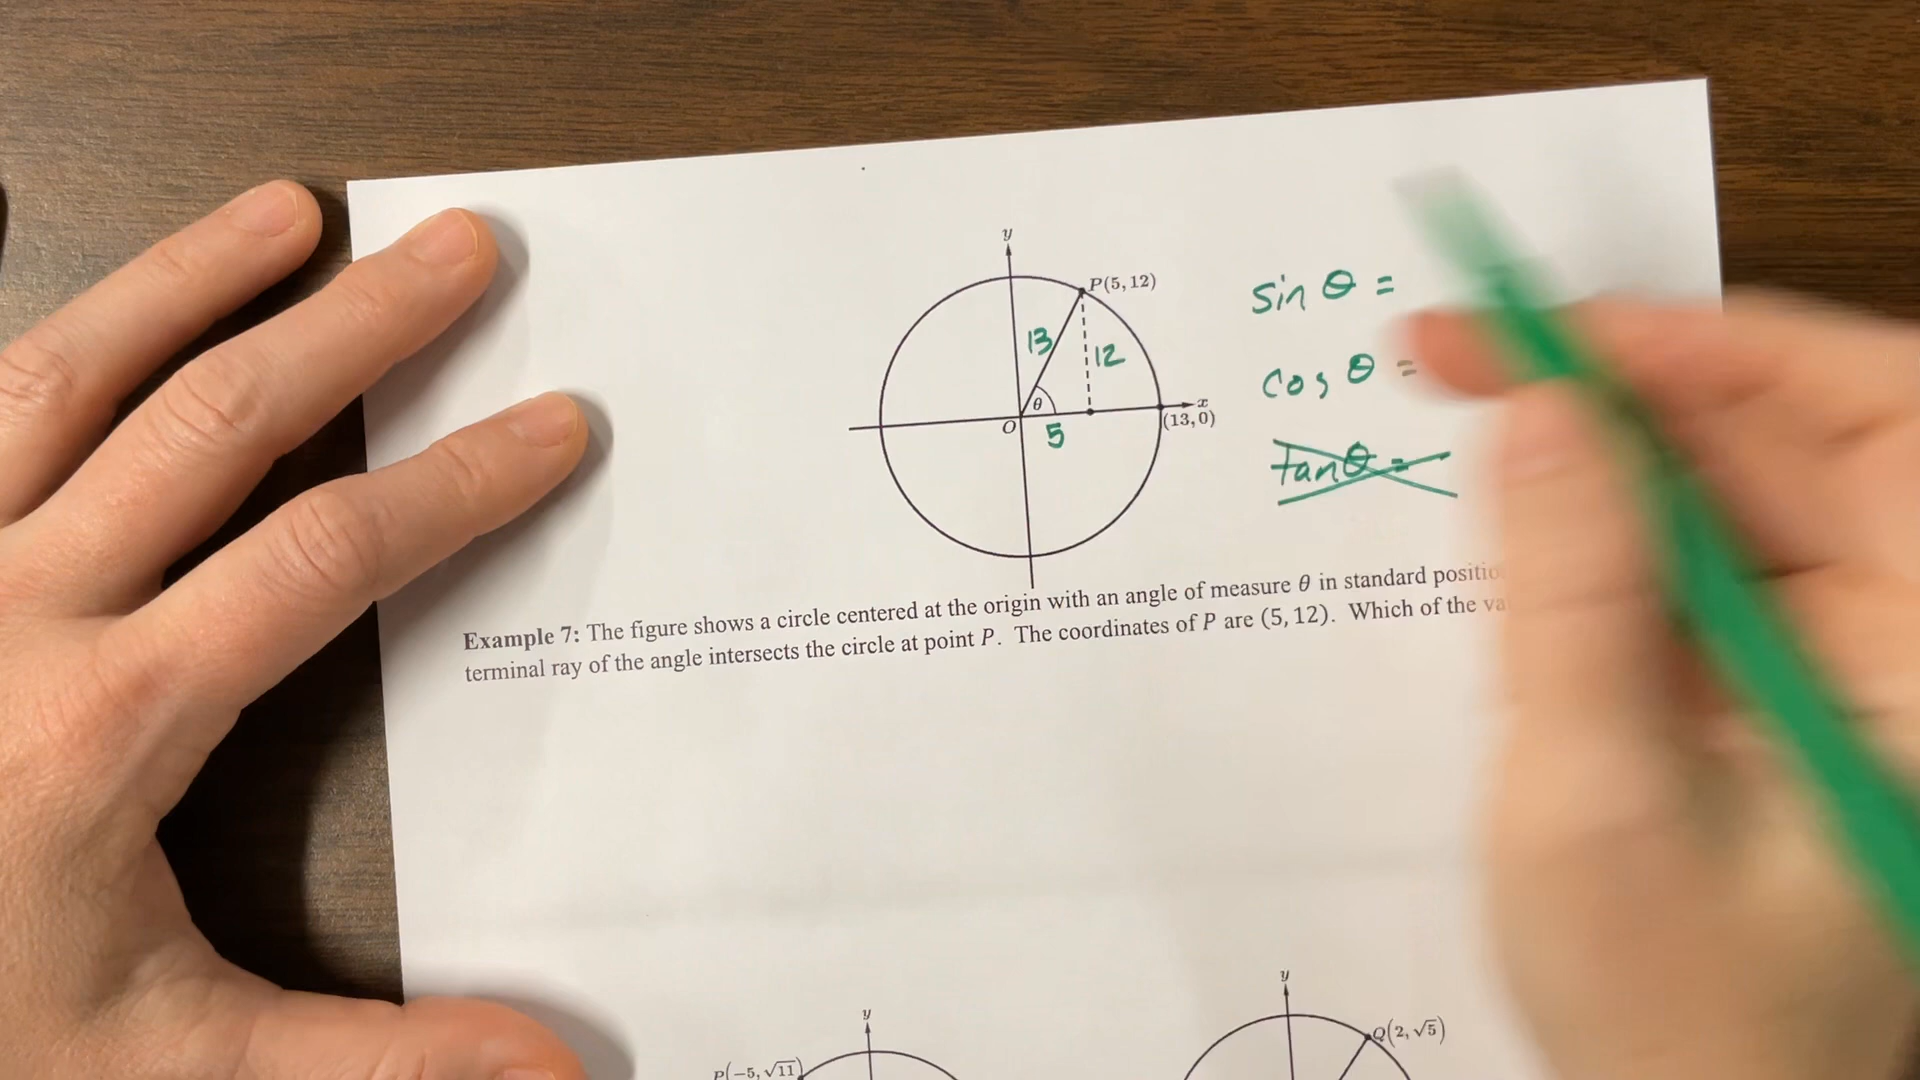 y
P(5, 12)
13
12
θ
x
O
5
(13, 0)
sin θ =
cos θ =
tan θ =
Example 7: The figure shows a circle centered at the origin with an angle of measure θ in standard
terminal ray of the angle intersects the circle at point P. The coordinates of P are (5, 12). Which of the
y
P(−5, √11)
y
Q(2, √5)